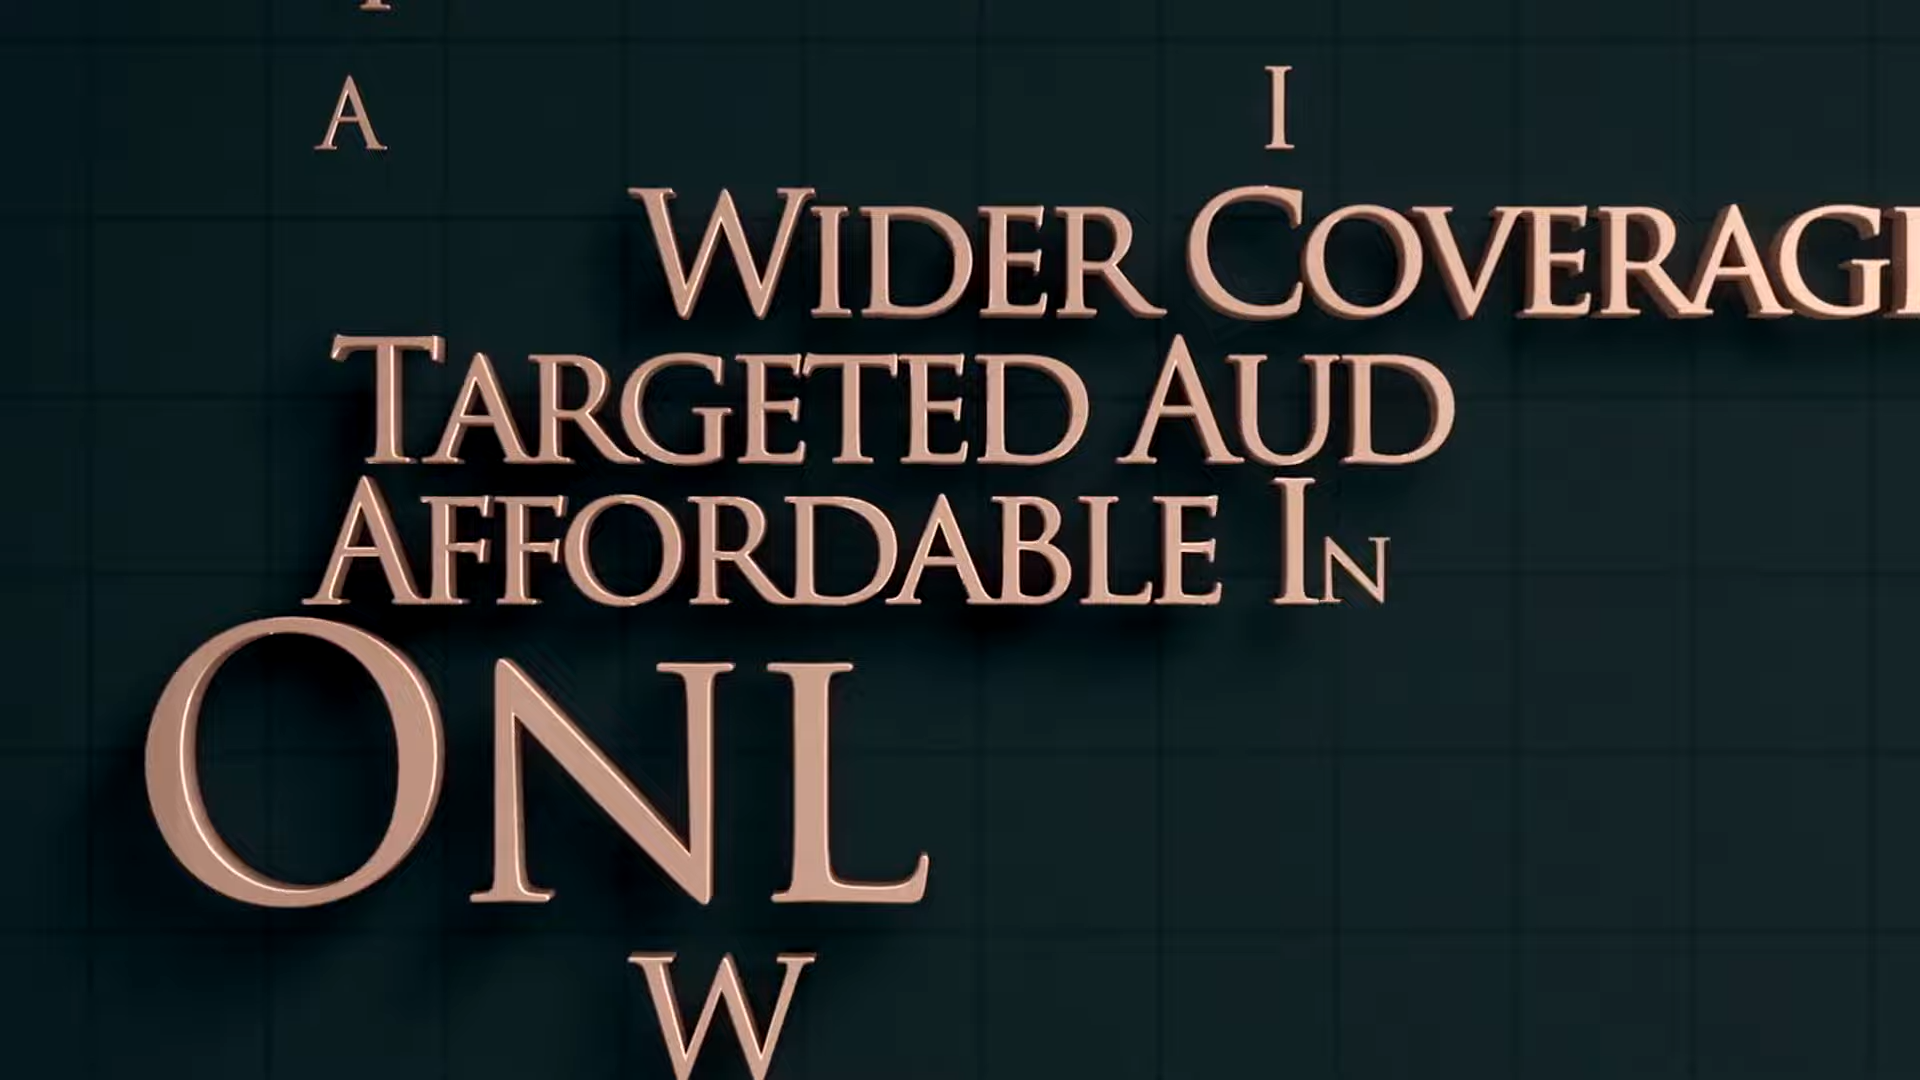 A I
WIDER COVERAG
TARGETED AUD
AFFORDABLE IN
ONL
W